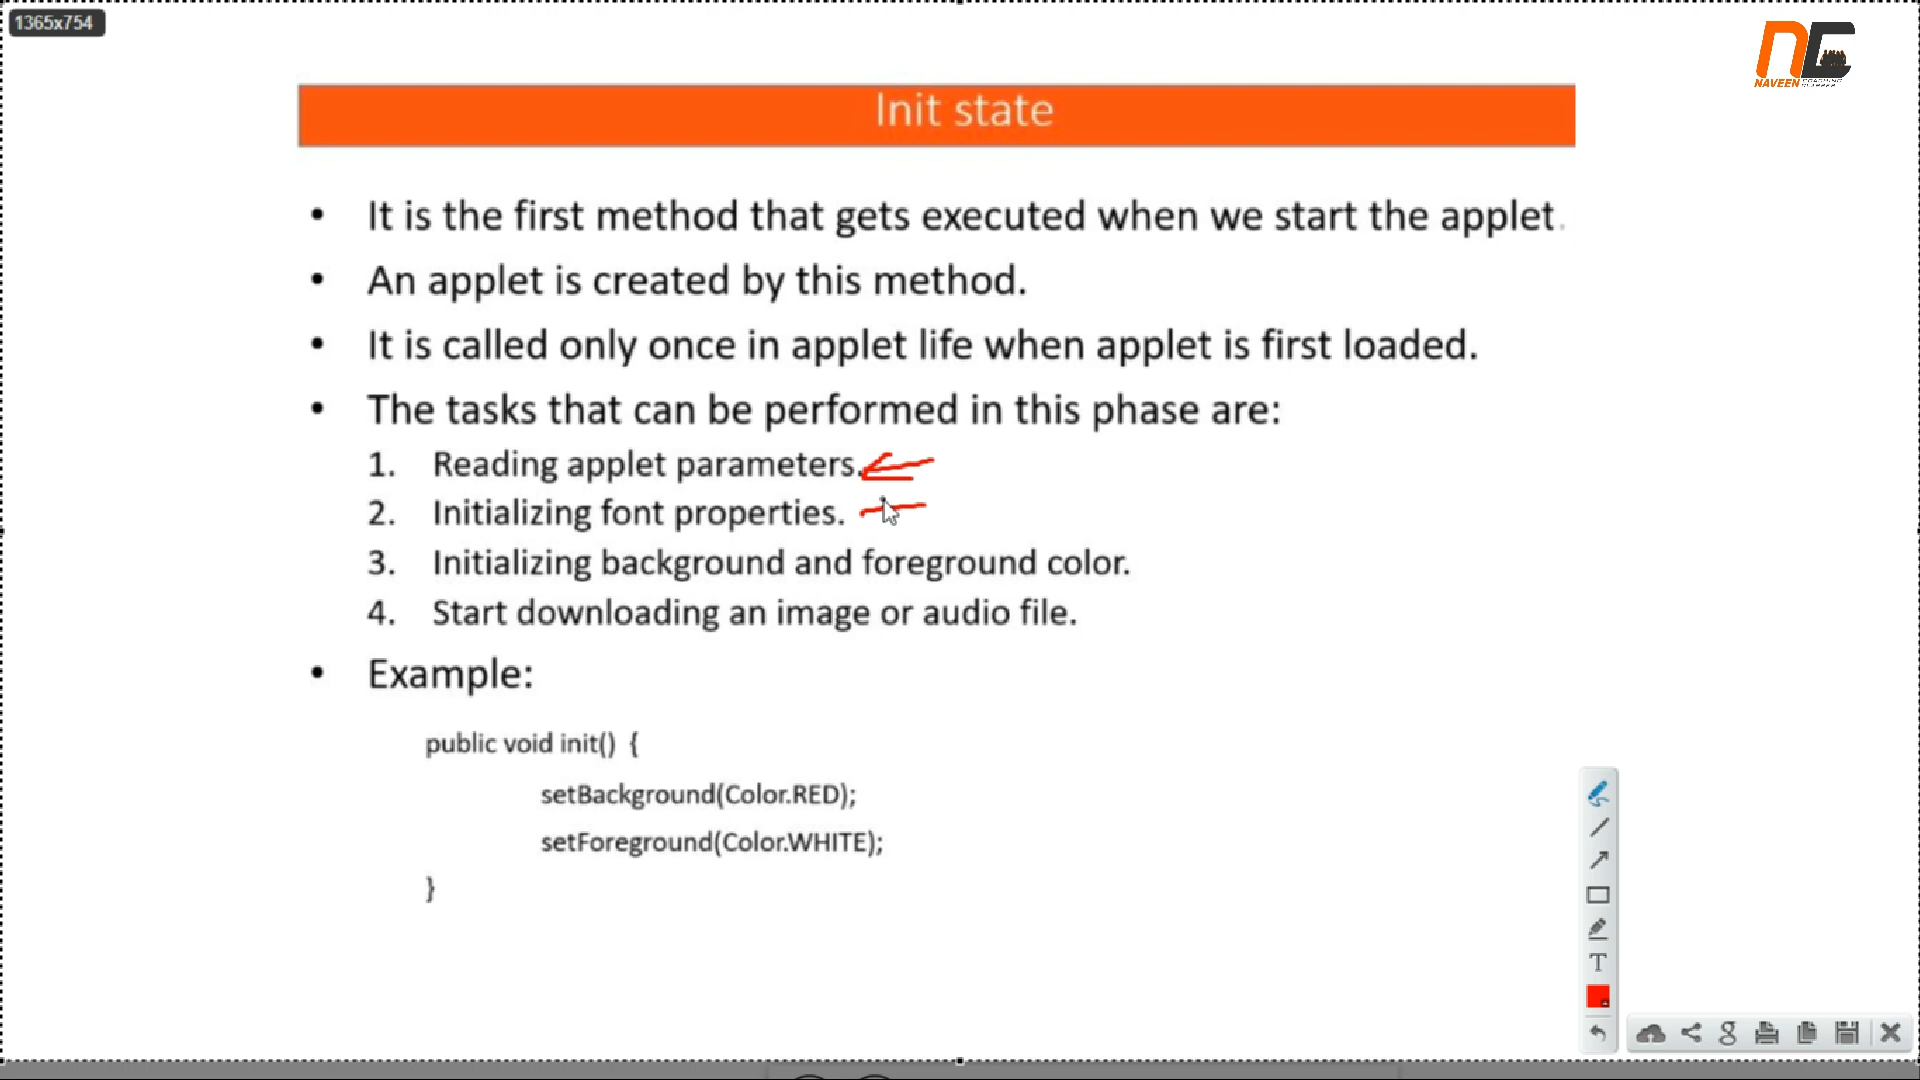 1365x754
NAVEEN
Init state
• It is the first method that gets executed when we start the applet.
• An applet is created by this method.
• It is called only once in applet life when applet is first loaded.
• The tasks that can be performed in this phase are:
1. Reading applet parameters.
2. Initializing font properties.
3. Initializing background and foreground color.
4. Start downloading an image or audio file.
• Example:
public void init() {
setBackground(Color.RED);
setForeground(Color.WHITE);
}